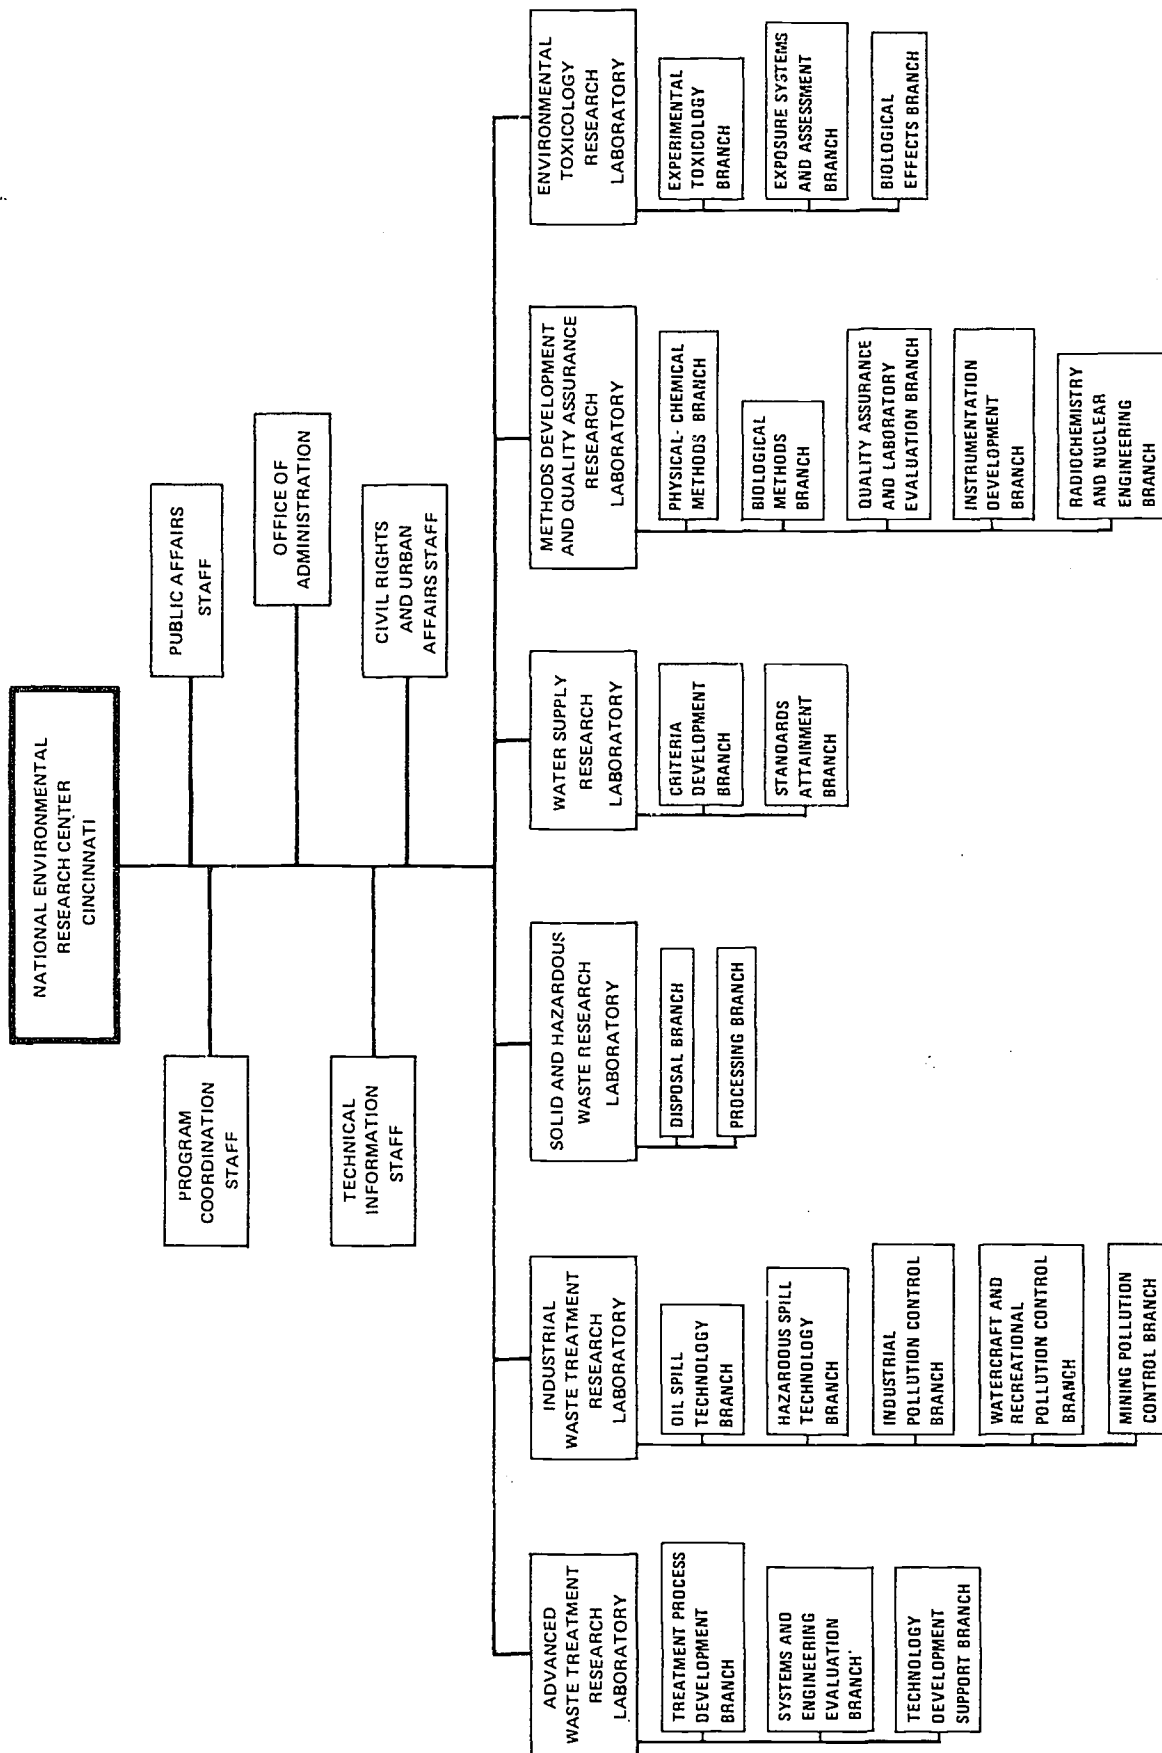 NATIONAL ENVIRONMENTAL
RESEARCH CENTER
CINCINNATI
PROGRAM
COORDINATION
STAFF
PUBLIC AFFAIRS
STAFF
OFFICE OF
ADMINISTRATION
TECHNICAL
INFORMATION
STAFF
CIVIL RIGHTS
AND URBAN
AFFAIRS STAFF
ADVANCED
WASTE TREATMENT
RESEARCH
LABORATORY
TREATMENT PROCESS
DEVELOPMENT
BRANCH
SYSTEMS AND
ENGINEERING
EVALUATION
BRANCH'
TECHNOLOGY
DEVELOPMENT
SUPPORT BRANCH
INDUSTRIAL
WASTE TREATMENT
RESEARCH
LABORATORY
OIL SPILL
TECHNOLOGY
BRANCH
HAZARDOUS SPILL
TECHNOLOGY
BRANCH
INDUSTRIAL
POLLUTION CONTROL
BRANCH
WATERCRAFT AND
RECREATIONAL
POLLUTION CONTROL
BRANCH
MINING POLLUTION
CONTROL BRANCH
SOLID AND HAZARDOUS
WASTE RESEARCH
LABORATORY
DISPOSAL BRANCH
PROCESSING BRANCH
WATER SUPPLY
RESEARCH
LABORATORY
CRITERIA
DEVELOPMENT
BRANCH
STANDARDS
ATTAINMENT
BRANCH
METHODS DEVELOPMENT
AND QUALITY ASSURANCE
RESEARCH
LABORATORY
PHYSICAL- CHEMICAL
METHODS BRANCH
BIOLOGICAL
METHODS
BRANCH
QUALITY ASSURANCE
AND LABORATORY
EVALUATION BRANCH
INSTRUMENTATION
DEVELOPMENT
BRANCH
RADIOCHEMISTRY
AND NUCLEAR
ENGINEERING
BRANCH
ENVIRONMENTAL
TOXICOLOGY
RESEARCH
LABORATORY
EXPERIMENTAL
TOXICOLOGY
BRANCH
EXPOSURE SYSTEMS
AND ASSESSMENT
BRANCH
BIOLOGICAL
EFFECTS BRANCH